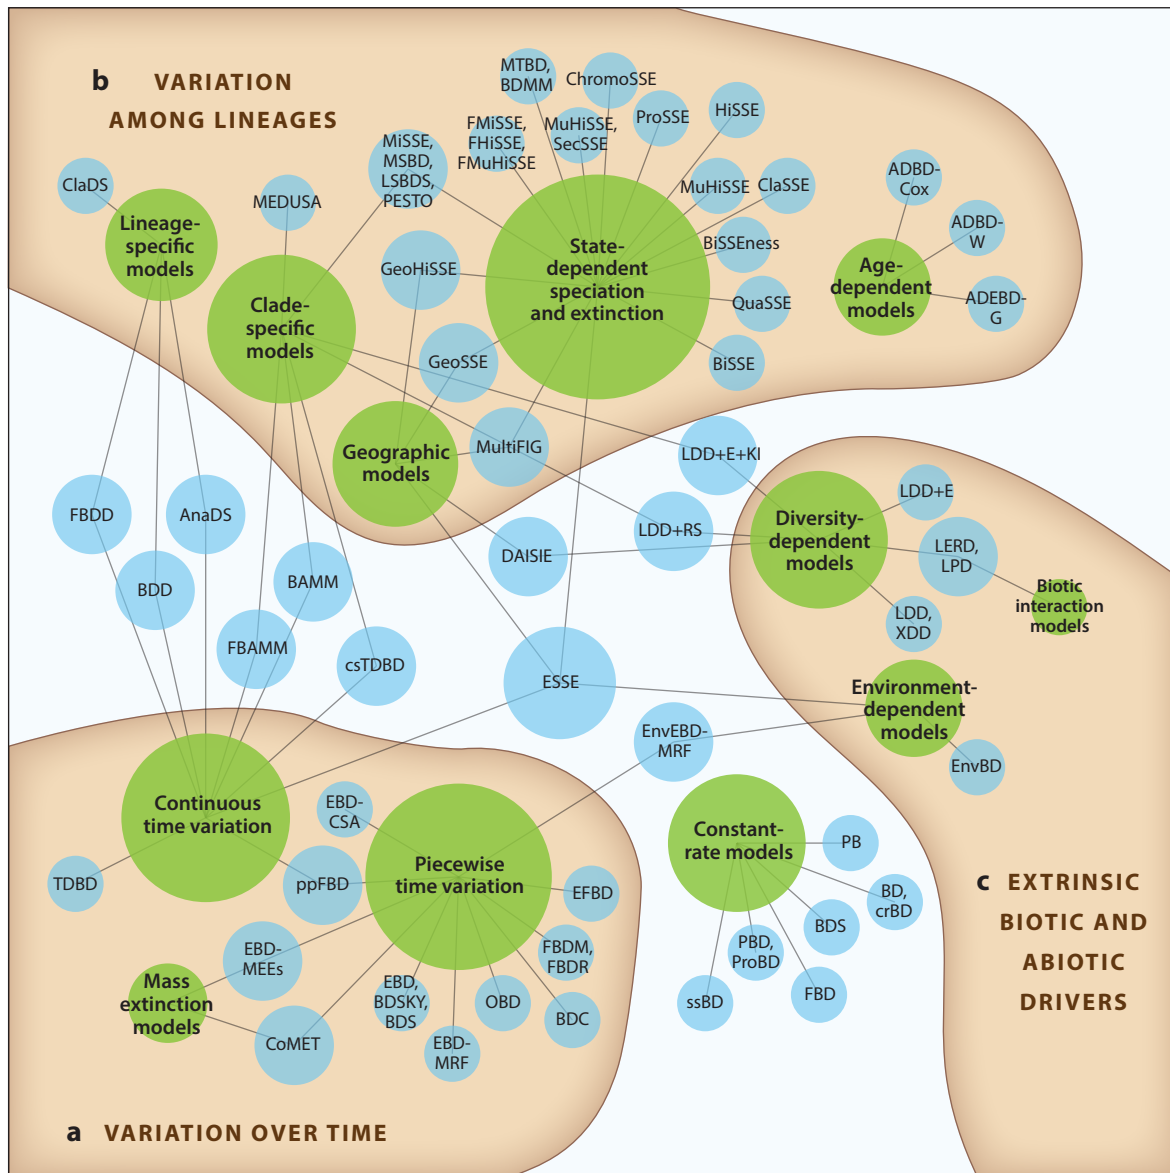 b VARIATION
AMONG LINEAGES
MTBD,
BDMM
ChromoSSE
ProSSE
HiSSE
FMiSSE,
FHiSSE,
FMuHiSSE
MuHiSSE,
SecSSE
MiSSE,
MSBD,
LSBDS,
PESTO
ClaDS
MEDUSA
MuHiSSE
ClaSSE
ADBD-
Cox
Lineage-
specific
models
State-
dependent
speciation
and extinction
BiSSEness
ADBD-
W
GeoHiSSE
Age-
dependent
models
QuaSSE
ADEBD-
G
Clade-
specific
models
GeoSSE
BiSSE
Geographic
models
MultiFIG
LDD+E+KI
LDD+E
FBDD
AnaDS
DAISIE
LDD+RS
Diversity-
dependent
models
LERD,
LPD
BDD
BAMM
Biotic
interaction
models
LDD,
XDD
FBAMM
csTDBD
ESSE
Environment-
dependent
models
EnvEBD-
MRF
EnvBD
Continuous
time variation
EBD-
CSA
Constant-
rate models
PB
TDBD
ppFBD
Piecewise
time variation
EFBD
BD,
crBD
c EXTRINSIC
BIOTIC AND
ABIOTIC
DRIVERS
BDS
EBD-
MEEs
FBDM,
FBDR
PBD,
ProBD
Mass
extinction
models
EBD,
BDSKY,
BDS
OBD
BDC
ssBD
FBD
CoMET
EBD-
MRF
a VARIATION OVER TIME